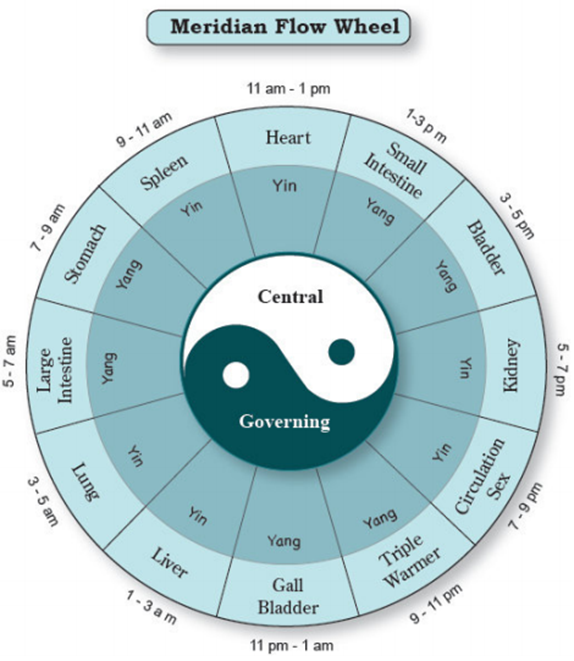 Meridian Flow Wheel
11 am - 1 pm
Heart
Yin
1-3 p m
Small
Intestine
Yang
3 - 5 pm
Bladder
Yang
5 - 7 pm
Kidney
Yin
7 - 9 pm
Circulation
Sex
Yin
9 - 11 pm
Triple
Warmer
Yang
11 pm - 1 am
Gall
Bladder
Yang
1 - 3 a m
Liver
Yin
3 - 5 am
Lung
Yin
5 - 7 am
Large
Intestine
Yang
7 - 9 am
Stomach
Yang
9 - 11 am
Spleen
Yin
Central
Governing